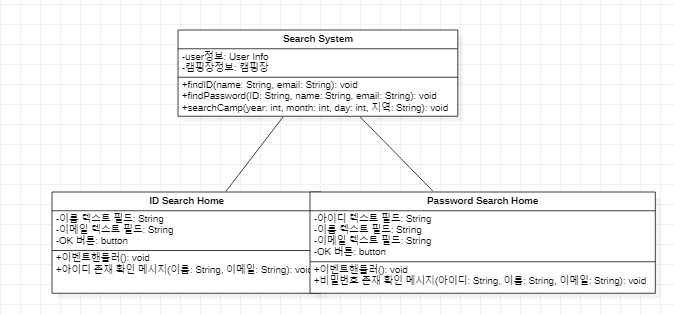 Search System
-user정보: User Info
-캠핑장정보: 캠핑장
+findID(name: String, email: String): void
+findPassword(ID: String, name: String, email: String): void
+searchCamp(year: int, month: int, day: int, 지역: String): void
ID Search Home
-이름 텍스트 필드: String
-이메일 텍스트 필드: String
-OK 버튼: button
+이벤트핸들러(): void
+아이디 존재 확인 메시지(이름: String, 이메일: String): voi
Password Search Home
-아이디 텍스트 필드: String
-이름 텍스트 필드: String
-이메일 텍스트 필드: String
-OK 버튼: button
+이벤트핸들러(): void
+비밀번호 존재 확인 메시지(아이디: String, 이름: String, 이메일: String): void